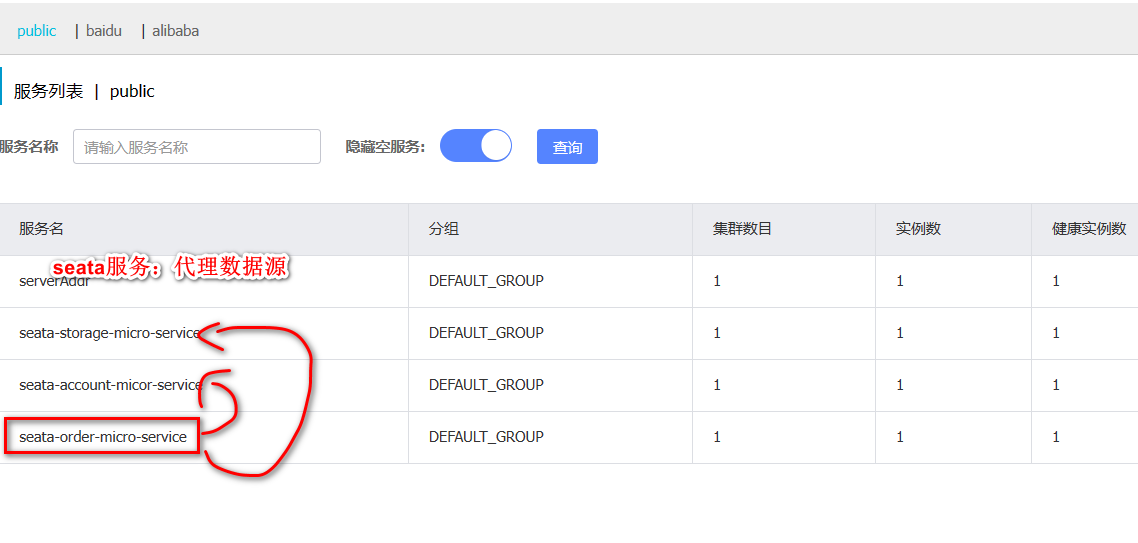 public | baidu | alibaba
服务列表 | public
服务名称 请输入服务名称 隐藏空服务: 查询
服务名 分组 集群数目 实例数 健康实例数
seata服务：代理数据源
serverAddr DEFAULT_GROUP 1 1 1
seata-storage-micro-service DEFAULT_GROUP 1 1 1
seata-account-micor-service DEFAULT_GROUP 1 1 1
seata-order-micro-service DEFAULT_GROUP 1 1 1